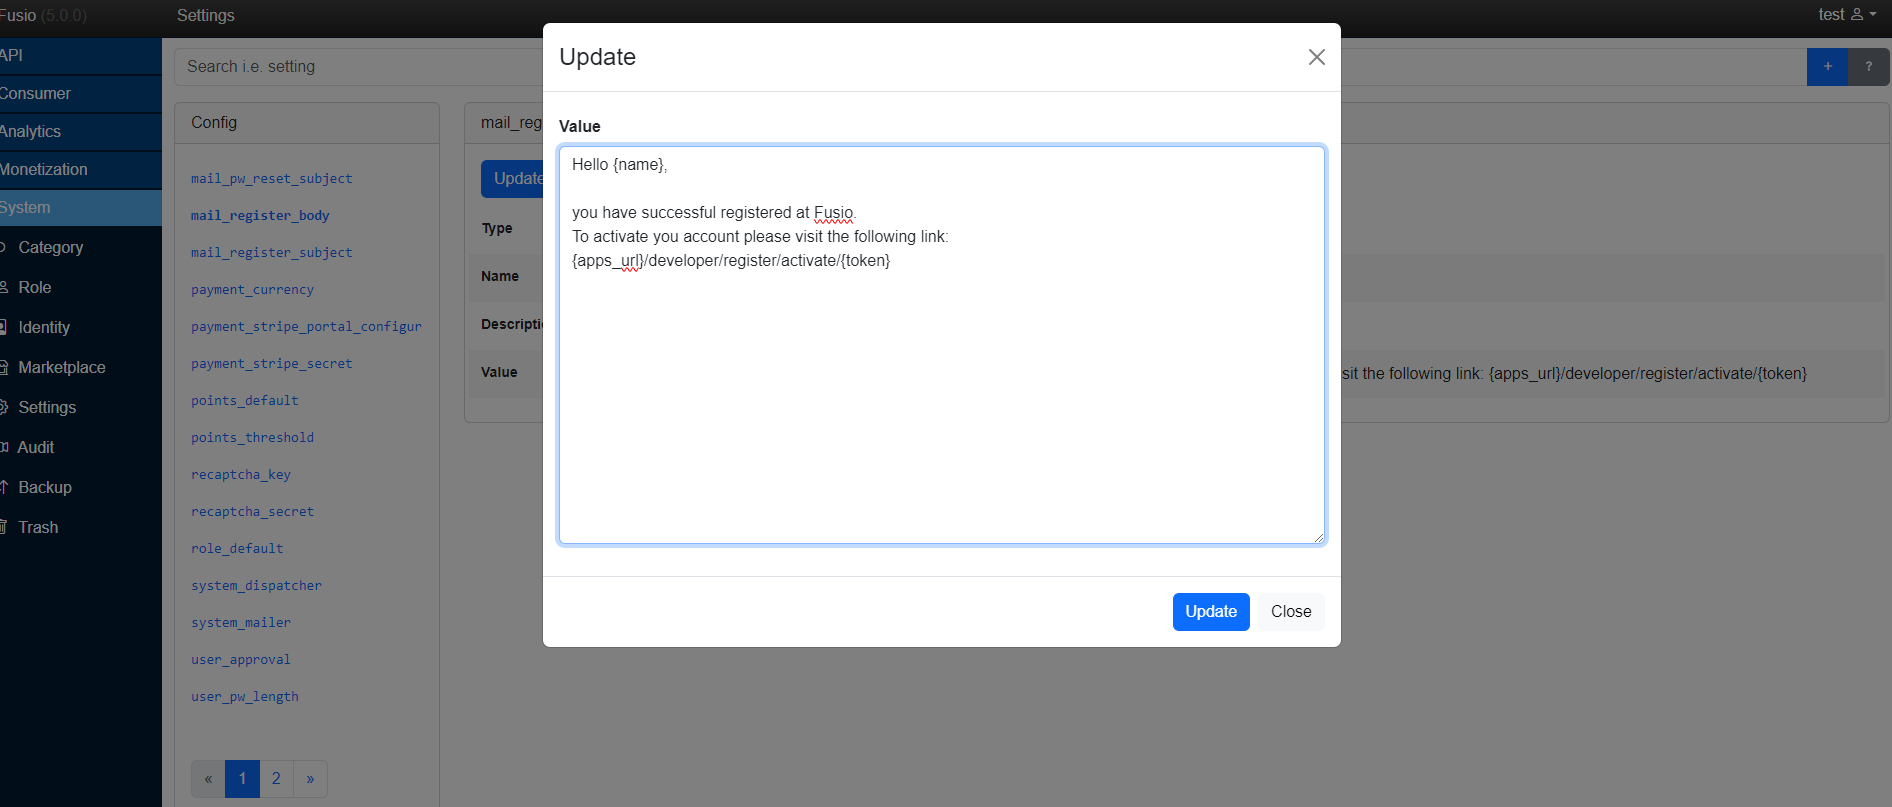 Fusio (5.0.0)
Settings
test
API
Consumer
Analytics
Monetization
System
Category
Role
Identity
Marketplace
Settings
Audit
Backup
Trash
Search i.e. setting
+
?
Config
mail_pw_reset_subject
mail_register_body
mail_register_subject
payment_currency
payment_stripe_portal_configur
payment_stripe_secret
points_default
points_threshold
recaptcha_key
recaptcha_secret
role_default
system_dispatcher
system_mailer
user_approval
user_pw_length
« 1 2 »
mail_reg
Update
Type
Name
Descripti
Value
sit the following link: {apps_url}/developer/register/activate/{token}
Update
Value
Hello {name},
you have successful registered at Fusio.
To activate you account please visit the following link:
{apps_url}/developer/register/activate/{token}
Update
Close